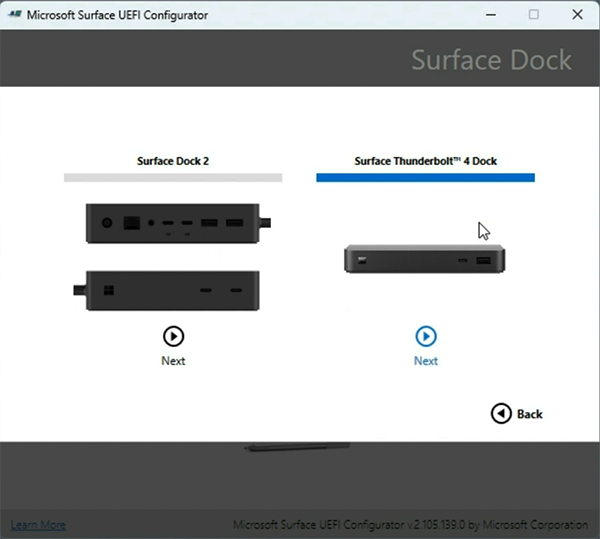 Microsoft Surface UEFI Configurator
Surface Dock
Surface Dock 2
Surface Thunderbolt™ 4 Dock
Next
Next
Back
Learn More
Microsoft Surface UEFI Configurator v.2.105.139.0 by Microsoft Corporation